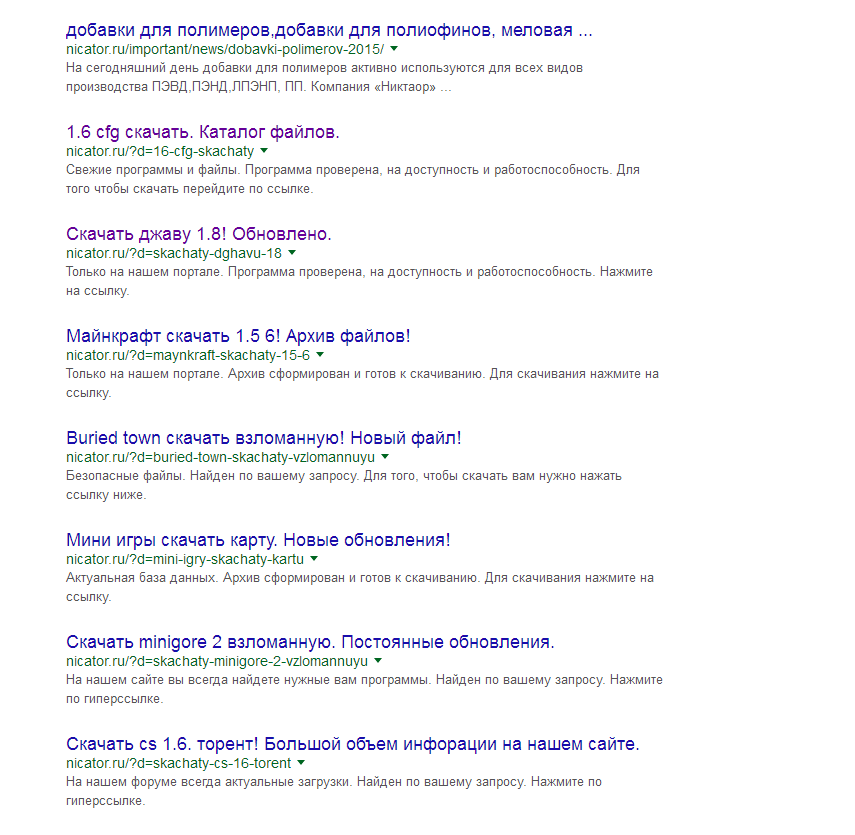 добавки для полимеров,добавки для полиофинов, меловая ...
nicator.ru/important/news/dobavki-polimerov-2015/
На сегодняшний день добавки для полимеров активно используются для всех видов
производства ПЭВД,ПЭНД,ЛПЭНП, ПП. Компания «Никтаор» ...
1.6 cfg скачать. Каталог файлов.
nicator.ru/?d=16-cfg-skachaty
Свежие программы и файлы. Программа проверена, на доступность и работоспособность. Для
того чтобы скачать перейдите по ссылке.
Скачать джаву 1.8! Обновлено.
nicator.ru/?d=skachaty-dghavu-18
Только на нашем портале. Программа проверена, на доступность и работоспособность. Нажмите
на ссылку.
Майнкрафт скачать 1.5 6! Архив файлов!
nicator.ru/?d=maynkraft-skachaty-15-6
Только на нашем портале. Архив сформирован и готов к скачиванию. Для скачивания нажмите на
ссылку.
Buried town скачать взломанную! Новый файл!
nicator.ru/?d=buried-town-skachaty-vzlomannuyu
Безопасные файлы. Найден по вашему запросу. Для того, чтобы скачать вам нужно нажать
ссылку ниже.
Мини игры скачать карту. Новые обновления!
nicator.ru/?d=mini-igry-skachaty-kartu
Актуальная база данных. Архив сформирован и готов к скачиванию. Для скачивания нажмите на
ссылку.
Скачать minigore 2 взломанную. Постоянные обновления.
nicator.ru/?d=skachaty-minigore-2-vzlomannuyu
На нашем сайте вы всегда найдете нужные вам программы. Найден по вашему запросу. Нажмите
по гиперссылке.
Скачать cs 1.6. торент! Большой объем инфорации на нашем сайте.
nicator.ru/?d=skachaty-cs-16-torent
На нашем форуме всегда актуальные загрузки. Найден по вашему запросу. Нажмите по
гиперссылке.